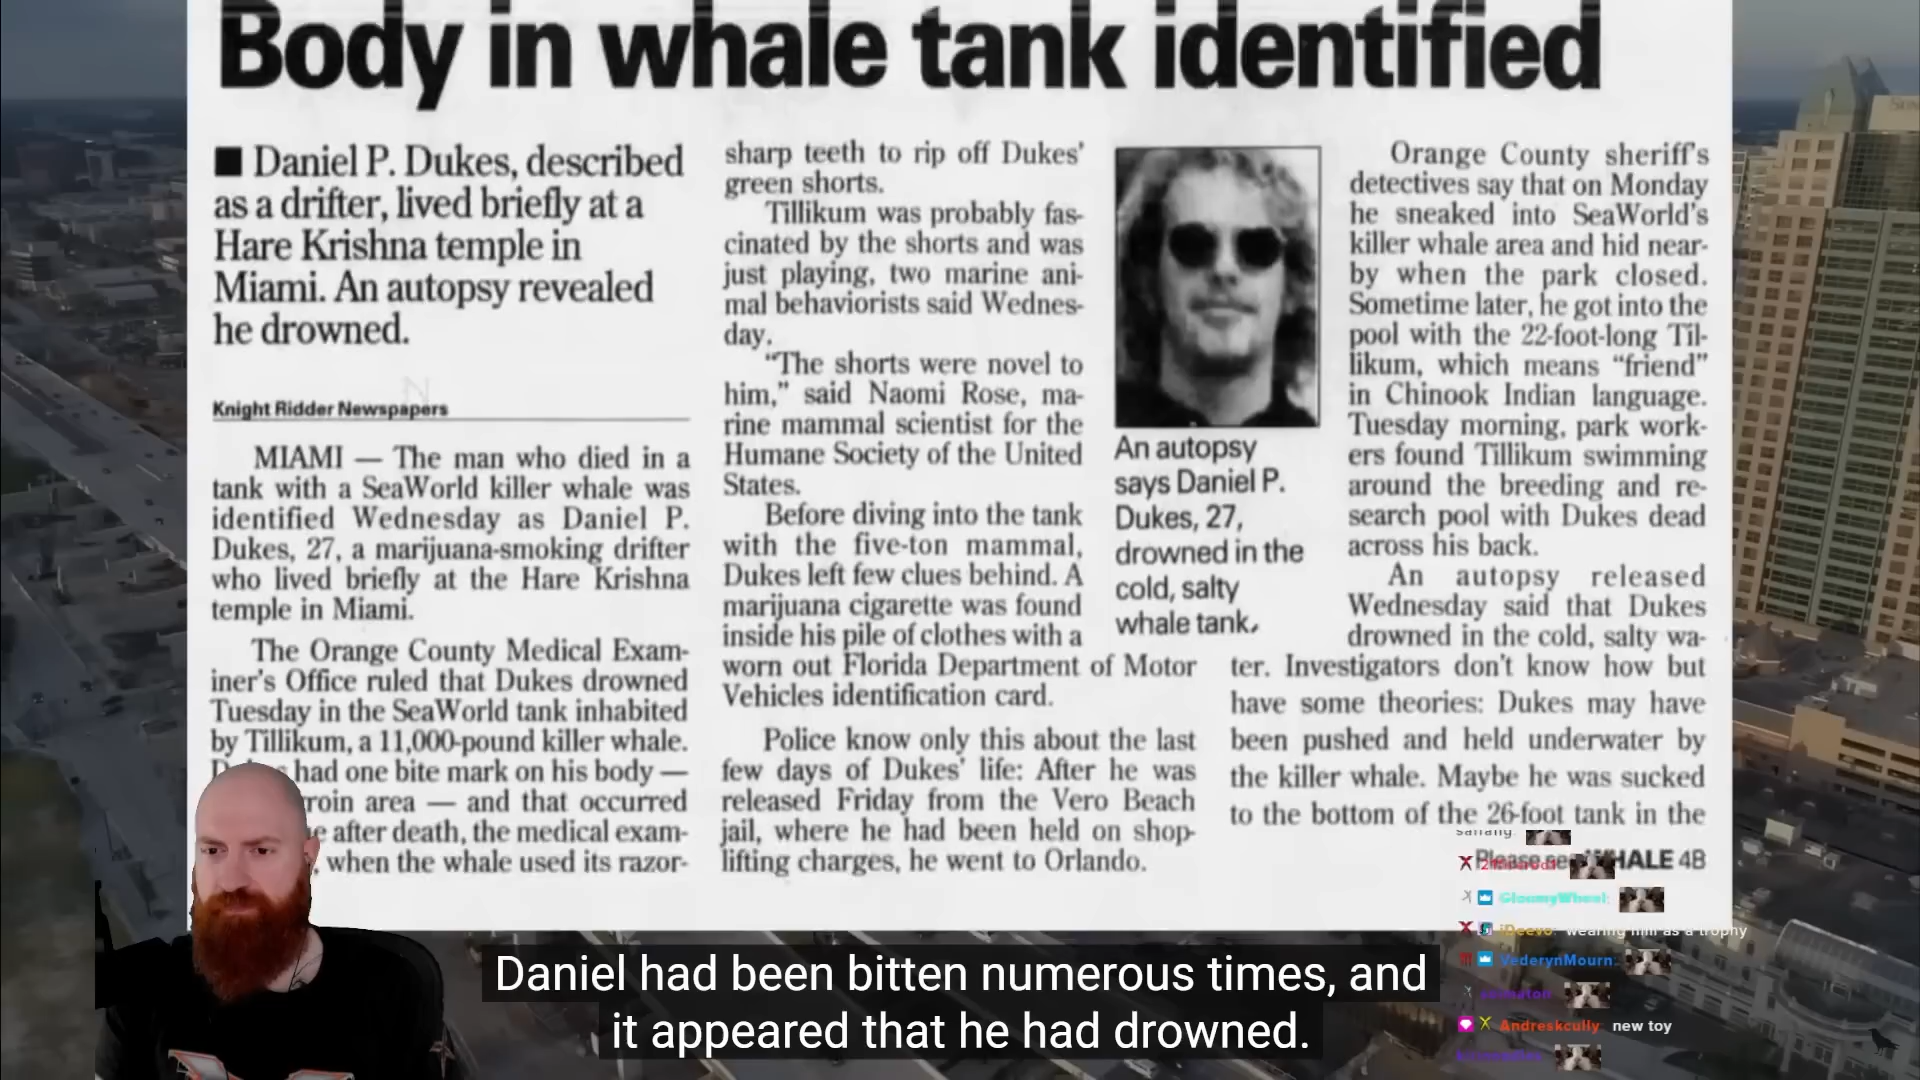 Body in whale tank identified
■ Daniel P. Dukes, described
as a drifter, lived briefly at a
Hare Krishna temple in
Miami. An autopsy revealed
he drowned.
Knight Ridder Newspapers
MIAMI — The man who died in a
tank with a SeaWorld killer whale was
identified Wednesday as Daniel P.
Dukes, 27, a marijuana-smoking drifter
who lived briefly at the Hare Krishna
temple in Miami.
The Orange County Medical Exam-
iner's Office ruled that Dukes drowned
Tuesday in the SeaWorld tank inhabited
by Tillikum, a 11,000-pound killer whale.
had one bite mark on his body —
area — and that occurred
after death, the medical exam-
, when the whale used its razor-
sharp teeth to rip off Dukes'
green shorts.
Tillikum was probably fas-
cinated by the shorts and was
just playing, two marine ani-
mal behaviorists said Wednes-
day.
“The shorts were novel to
him,” said Naomi Rose, ma-
rine mammal scientist for the
Humane Society of the United
States.
Before diving into the tank
with the five-ton mammal,
Dukes left few clues behind. A
marijuana cigarette was found
inside his pile of clothes with a
worn out Florida Department of Motor
Vehicles identification card.
Police know only this about the last
few days of Dukes' life: After he was
released Friday from the Vero Beach
jail, where he had been held on shop-
lifting charges, he went to Orlando.
An autopsy
says Daniel P.
Dukes, 27,
drowned in the
cold, salty
whale tank.
Orange County sheriff's
detectives say that on Monday
he sneaked into SeaWorld's
killer whale area and hid near-
by when the park closed.
Sometime later, he got into the
pool with the 22-foot-long Til-
likum, which means “friend”
in Chinook Indian language.
Tuesday morning, park work-
ers found Tillikum swimming
around the breeding and re-
search pool with Dukes dead
across his back.
An autopsy released
Wednesday said that Dukes
drowned in the cold, salty wa-
ter. Investigators don't know how but
have some theories: Dukes may have
been pushed and held underwater by
the killer whale. Maybe he was sucked
to the bottom of the 26-foot tank in the
Please 4B
GloomyWheel:
iDeevo: wearing him as a trophy
VederynMourn:
Andreskcully new toy
Daniel had been bitten numerous times, and
it appeared that he had drowned.